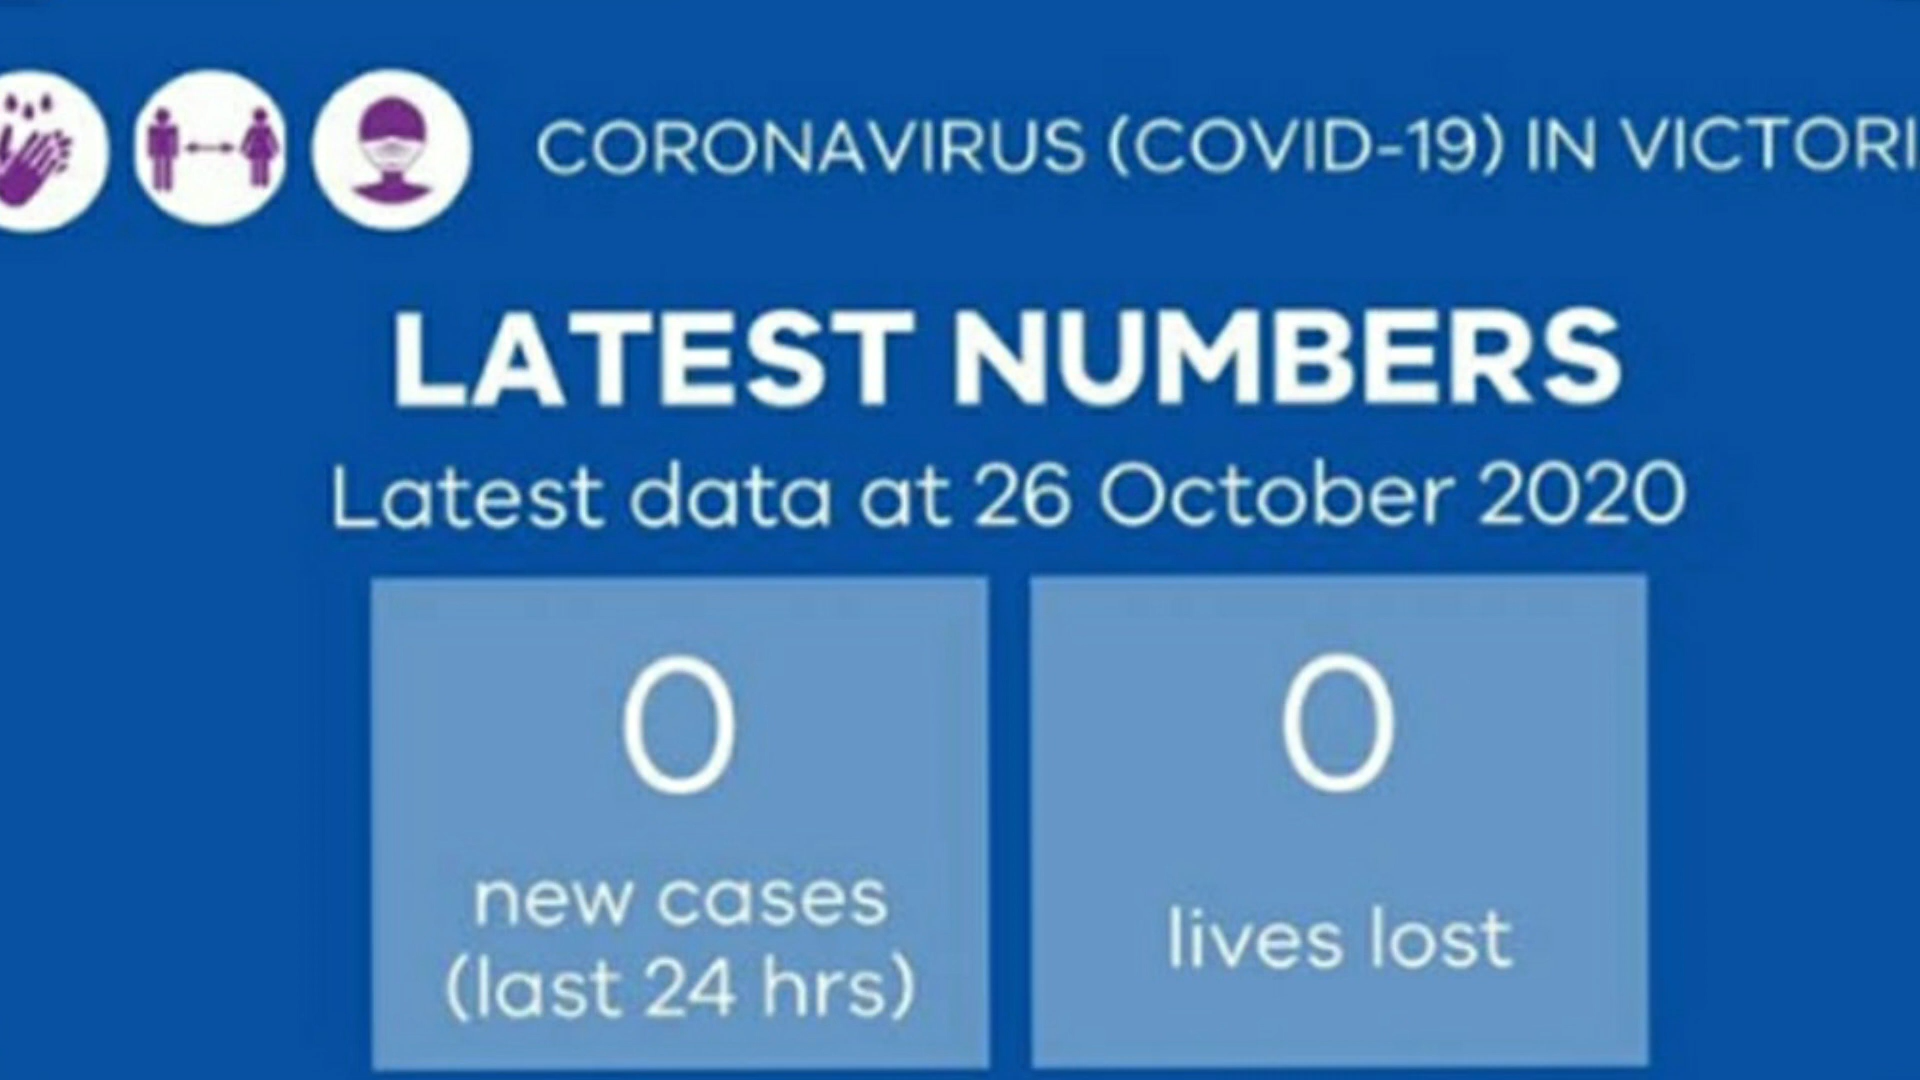 CORONAVIRUS (COVID-19) IN VICTORI
LATEST NUMBERS
Latest data at 26 October 2020
0
new cases
(last 24 hrs)
0
lives lost